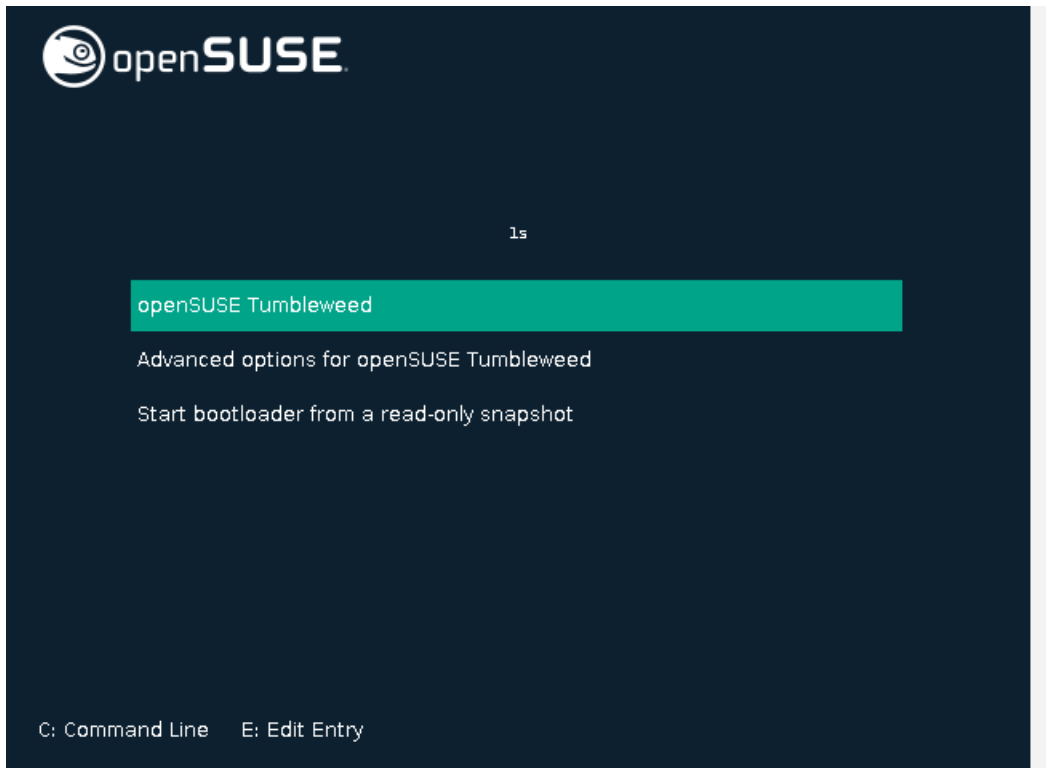 openSUSE.
1s
openSUSE Tumbleweed
Advanced options for openSUSE Tumbleweed
Start bootloader from a read-only snapshot
C: Command Line E: Edit Entry